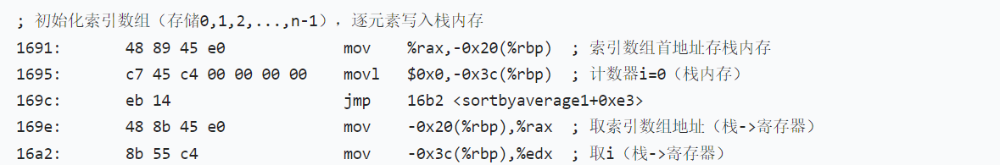 ; 初始化索引数组（存储0,1,2,...,n-1），逐元素写入栈内存
1691: 48 89 45 e0 mov %rax,-0x20(%rbp) ; 索引数组首地址存栈内存
1695: c7 45 c4 00 00 00 00 movl $0x0,-0x3c(%rbp) ; 计数器i=0（栈内存）
169c: eb 14 jmp 16b2 <sortbyaverage1+0xe3>
169e: 48 8b 45 e0 mov -0x20(%rbp),%rax ; 取索引数组地址（栈->寄存器）
16a2: 8b 55 c4 mov -0x3c(%rbp),%edx ; 取i（栈->寄存器）